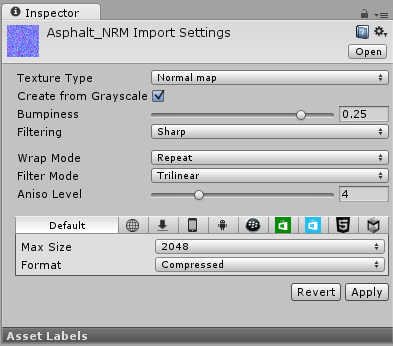 Inspector
Asphalt_NRM Import Settings
Open
Texture Type Normal map
Create from Grayscale
Bumpiness 0.25
Filtering Sharp
Wrap Mode Repeat
Filter Mode Trilinear
Aniso Level 4
Default
Max Size 2048
Format Compressed
Revert Apply
Asset Labels